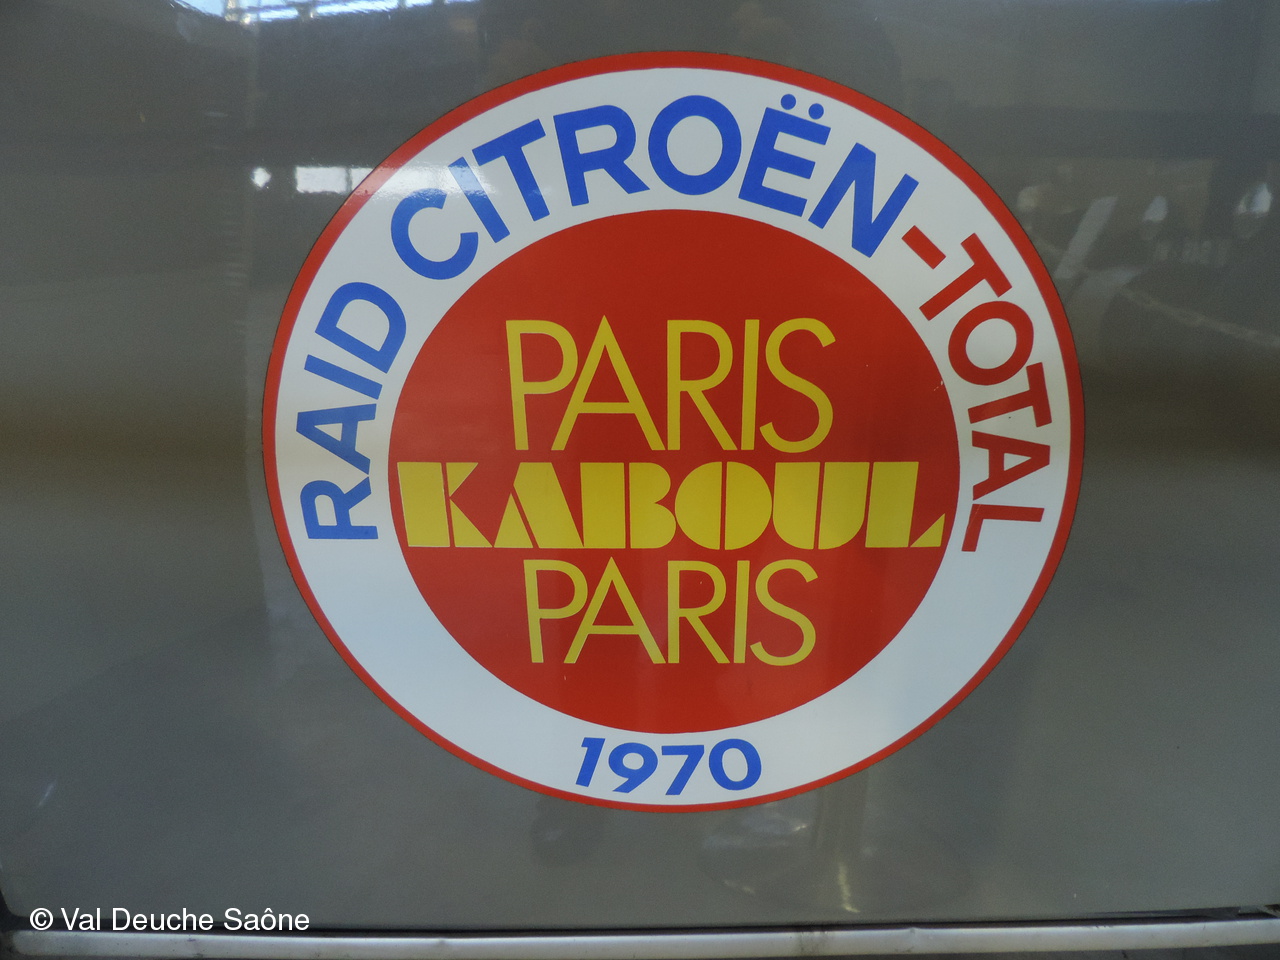 RAID CITROËN-TOTAL
PARIS
KABOUL
PARIS
1970
© Val Deuche Saône